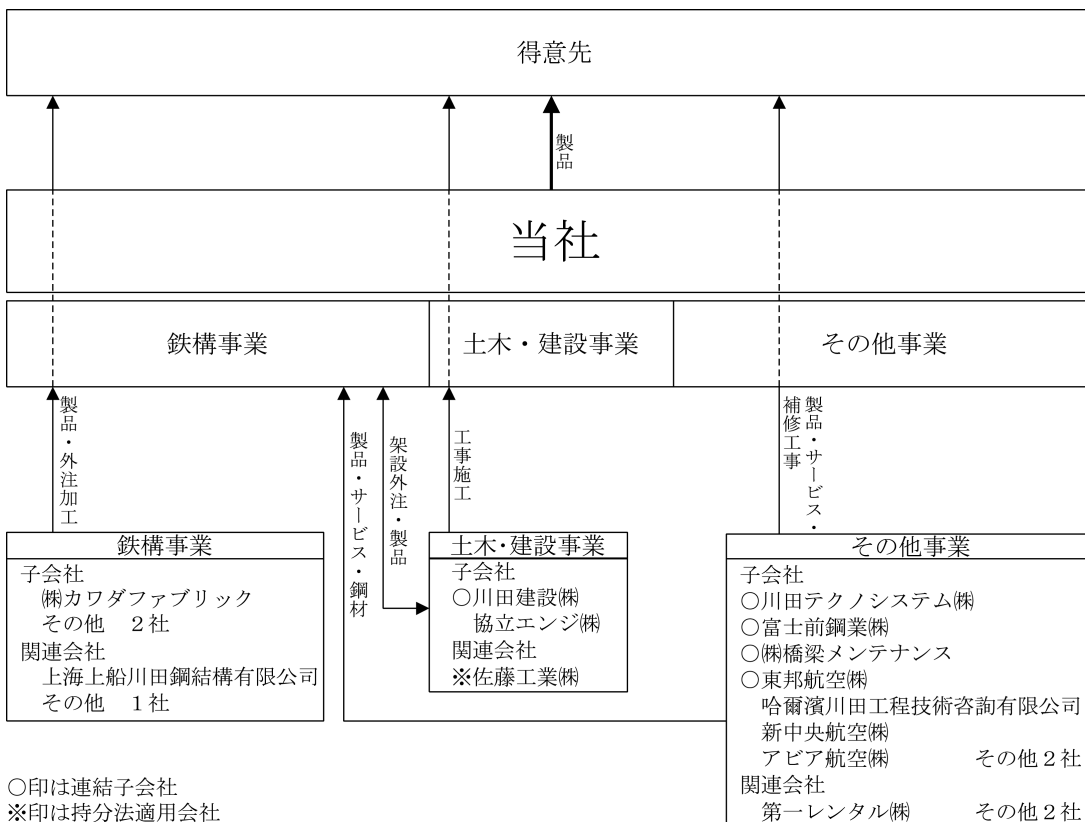 得意先
製品
当社
鉄構事業
土木・建設事業
その他事業
製品・外注加工
製品・サービス・鋼材
架設外注・製品
工事施工
製品・サービス・
補修工事
鉄構事業
子会社
㈱カワダファブリック
その他 2社
関連会社
上海上船川田鋼結構有限公司
その他 1社
土木・建設事業
子会社
○川田建設㈱
協立エンジ㈱
関連会社
※佐藤工業㈱
その他事業
子会社
○川田テクノシステム㈱
○富士前鋼業㈱
○㈱橋梁メンテナンス
○東邦航空㈱
哈爾濱川田工程技術咨詢有限公司
新中央航空㈱
アビア航空㈱ その他2社
関連会社
第一レンタル㈱ その他2社
○印は連結子会社
※印は持分法適用会社